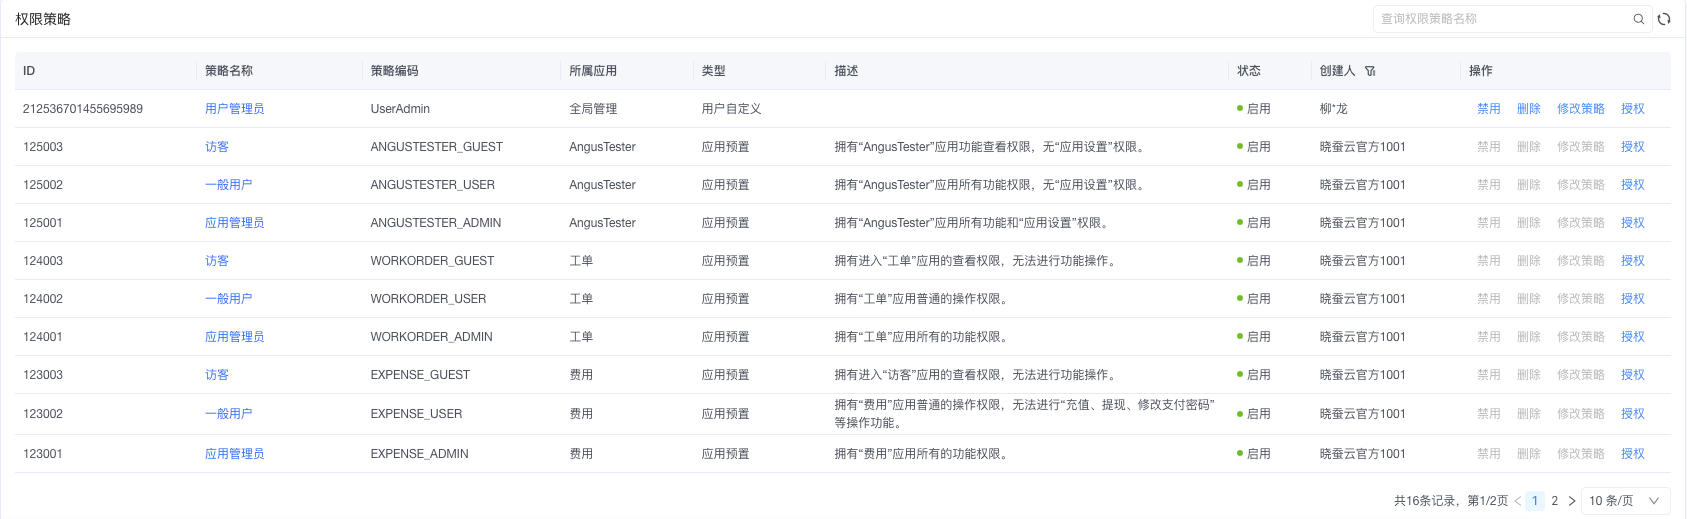 权限策略 查询权限策略名称
ID 策略名称 策略编码 所属应用 类型 描述 状态 创建人 操作
212536701455695989 用户管理员 UserAdmin 全局管理 用户自定义 启用 柳*龙 禁用 删除 修改策略 授权
125003 访客 ANGUSTESTER_GUEST AngusTester 应用预置 拥有“AngusTester”应用功能查看权限，无“应用设置”权限。 启用 晓蚕云官方1001 禁用 删除 修改策略 授权
125002 一般用户 ANGUSTESTER_USER AngusTester 应用预置 拥有“AngusTester”应用所有功能权限，无“应用设置”权限。 启用 晓蚕云官方1001 禁用 删除 修改策略 授权
125001 应用管理员 ANGUSTESTER_ADMIN AngusTester 应用预置 拥有“AngusTester”应用所有功能和“应用设置”权限。 启用 晓蚕云官方1001 禁用 删除 修改策略 授权
124003 访客 WORKORDER_GUEST 工单 应用预置 拥有进入“工单”应用的查看权限，无法进行功能操作。 启用 晓蚕云官方1001 禁用 删除 修改策略 授权
124002 一般用户 WORKORDER_USER 工单 应用预置 拥有“工单”应用普通的操作权限。 启用 晓蚕云官方1001 禁用 删除 修改策略 授权
124001 应用管理员 WORKORDER_ADMIN 工单 应用预置 拥有“工单”应用所有的功能权限。 启用 晓蚕云官方1001 禁用 删除 修改策略 授权
123003 访客 EXPENSE_GUEST 费用 应用预置 拥有进入“访客”应用的查看权限，无法进行功能操作。 启用 晓蚕云官方1001 禁用 删除 修改策略 授权
123002 一般用户 EXPENSE_USER 费用 应用预置 拥有“费用”应用普通的操作权限，无法进行“充值、提现、修改支付密码” 启用 晓蚕云官方1001 禁用 删除 修改策略 授权
等操作功能。
123001 应用管理员 EXPENSE_ADMIN 费用 应用预置 拥有“费用”应用所有的功能权限。 启用 晓蚕云官方1001 禁用 删除 修改策略 授权
共16条记录，第1/2页 < 1 2 > 10 条/页